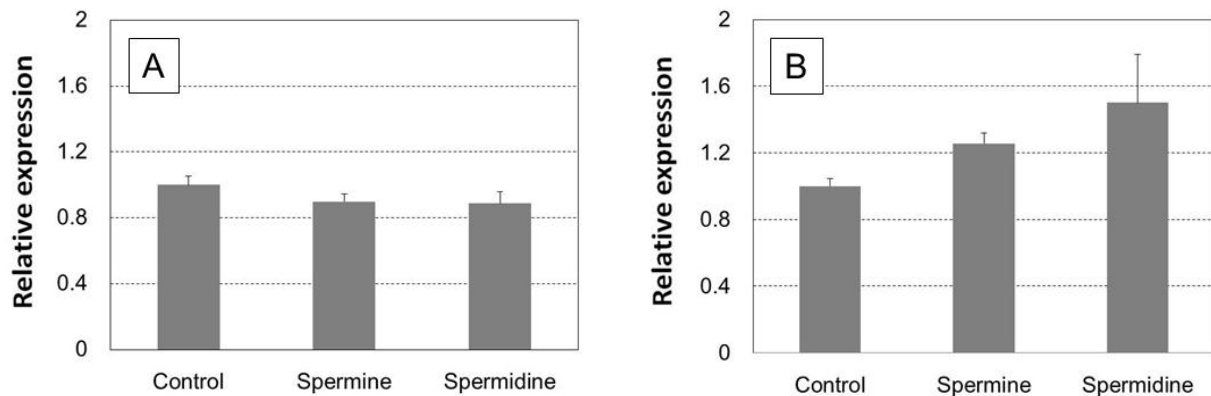 A
Relative expression
2
1.6
1.2
0.8
0.4
0
Control Spermine Spermidine
B
Relative expression
2
1.6
1.2
0.8
0.4
0
Control Spermine Spermidine